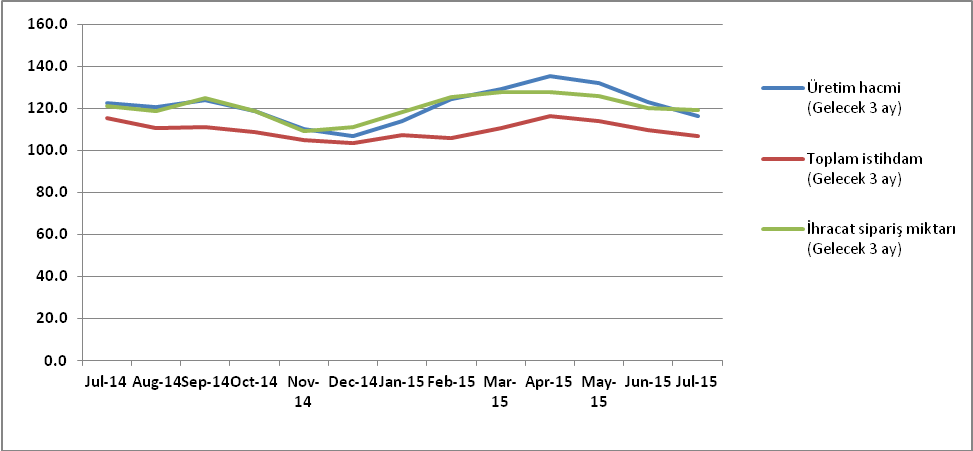 160.0
140.0
120.0
100.0
80.0
60.0
40.0
20.0
0.0
Jul-14 Aug-14 Sep-14 Oct-14 Nov-14 Dec-14 Jan-15 Feb-15 Mar-15 Apr-15 May-15 Jun-15 Jul-15
Üretim hacmi
(Gelecek 3 ay)
Toplam istihdam
(Gelecek 3 ay)
İhracat sipariş miktarı
(Gelecek 3 ay)